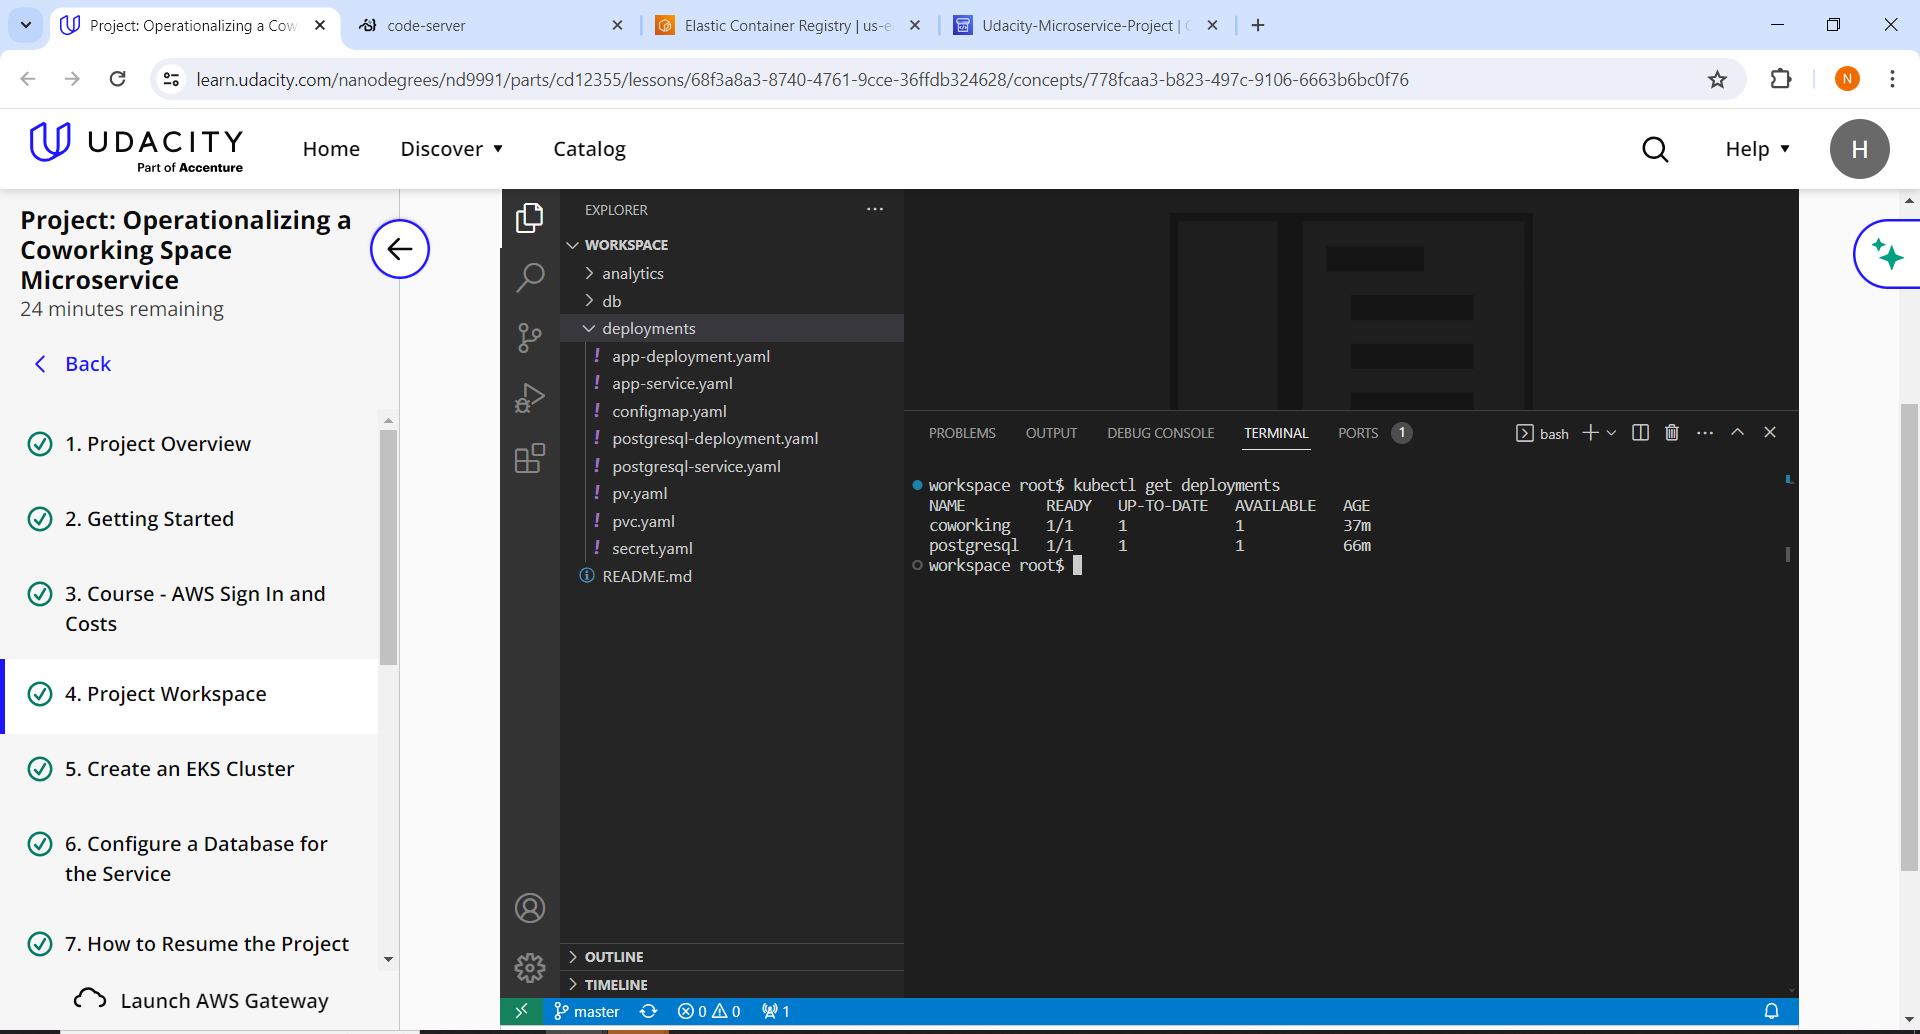 Project: Operationalizing a Cow
code-server
Elastic Container Registry | us-e
Udacity-Microservice-Project | C
learn.udacity.com/nanodegrees/nd9991/parts/cd12355/lessons/68f3a8a3-8740-4761-9cce-36ffdb324628/concepts/778fcaa3-b823-497c-9106-6663b6bc0f76
N
UDACITY
Part of Accenture
Home
Discover
Catalog
Help
H
Project: Operationalizing a
Coworking Space
Microservice
24 minutes remaining
Back
1. Project Overview
2. Getting Started
3. Course - AWS Sign In and
Costs
4. Project Workspace
5. Create an EKS Cluster
6. Configure a Database for
the Service
7. How to Resume the Project
Launch AWS Gateway
EXPLORER
WORKSPACE
analytics
db
deployments
! app-deployment.yaml
! app-service.yaml
! configmap.yaml
! postgresql-deployment.yaml
! postgresql-service.yaml
! pv.yaml
! pvc.yaml
! secret.yaml
README.md
OUTLINE
TIMELINE
PROBLEMS OUTPUT DEBUG CONSOLE TERMINAL PORTS 1
bash
workspace root$ kubectl get deployments
NAME READY UP-TO-DATE AVAILABLE AGE
coworking 1/1 1 1 37m
postgresql 1/1 1 1 66m
workspace root$
master 0 0 1